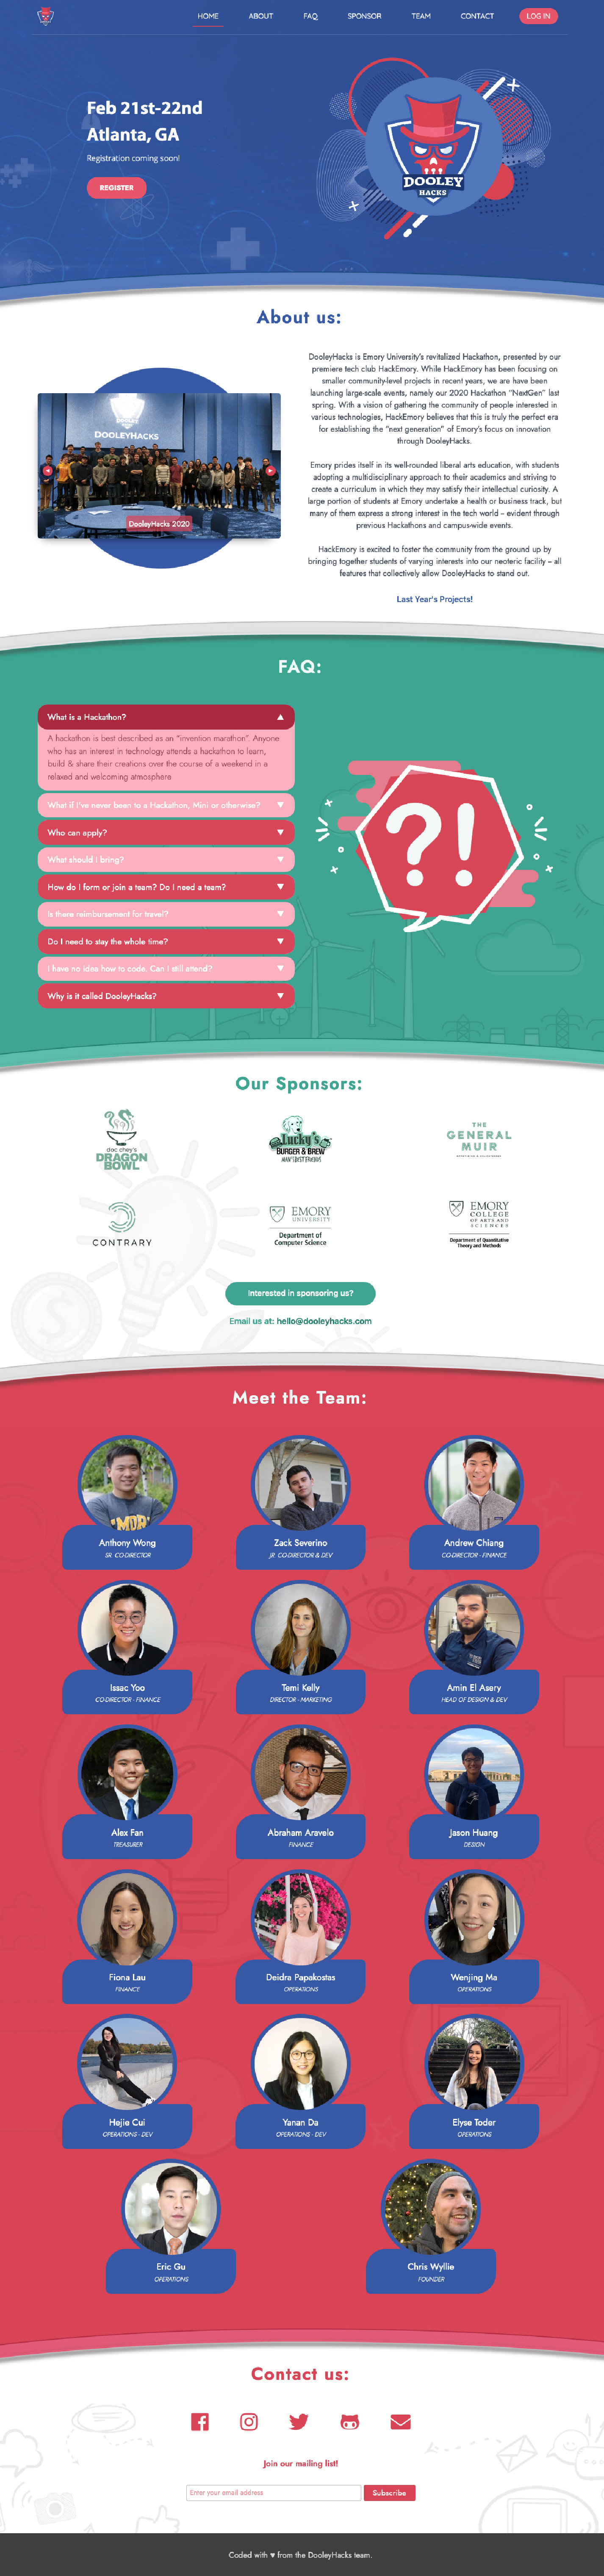 HOME ABOUT FAQ SPONSOR TEAM CONTACT LOG IN
Feb 21st-22nd
Atlanta, GA
Registration coming soon!
REGISTER
DOOLEY
HACKS
About us:
DOOLEYHACKS
DooleyHacks 2020
DooleyHacks is Emory University's revitalized Hackathon, presented by our
premiere tech club HackEmory. While HackEmory has been focusing on
smaller community-level projects in recent years, we are have been
launching large-scale events, namely our 2020 Hackathon "NextGen" last
spring. With a vision of gathering the community of people interested in
various technologies, HackEmory believes that this is truly the perfect era
for establishing the "next generation" of Emory's focus on innovation
through DooleyHacks.
Emory prides itself in its well-rounded liberal arts education, with students
adopting a multidisciplinary approach to their academics and striving to
create a curriculum in which they may satisfy their intellectual curiosity. A
large portion of students at Emory undertake a health or business track, but
many of them express a strong interest in the tech world – evident through
previous Hackathons and campus-wide events.
HackEmory is excited to foster the community from the ground up by
bringing together students of varying interests into our neoteric facility – all
features that collectively allow DooleyHacks to stand out.
Last Year's Projects!
FAQ:
What is a Hackathon?
A hackathon is best described as an "invention marathon". Anyone
who has an interest in technology attends a hackathon to learn,
build & share their creations over the course of a weekend in a
relaxed and welcoming atmosphere
What if I've never been to a Hackathon, Mini or otherwise?
Who can apply?
What should I bring?
How do I form or join a team? Do I need a team?
Is there reimbursement for travel?
Do I need to stay the whole time?
I have no idea how to code. Can I still attend?
Why is it called DooleyHacks?
?!
Our Sponsors:
doc chey's
DRAGON
BOWL
Lucky's
BURGER & BREW
THE
GENERAL
MUIR
CONTRARY
EMORY
UNIVERSITY
Department of
Computer Science
EMORY
COLLEGE
OF ARTS AND
SCIENCES
Department of Quantitative
Theory and Methods
Interested in sponsoring us?
Email us at: hello@dooleyhacks.com
Meet the Team:
Anthony Wong
SR. CO-DIRECTOR
Zack Severino
JR. CO-DIRECTOR & DEV
Andrew Chiang
CO-DIRECTOR - FINANCE
Issac Yoo
CO-DIRECTOR - FINANCE
Temi Kelly
DIRECTOR - MARKETING
Amin El Asery
HEAD OF DESIGN & DEV
Alex Fan
TREASURER
Abraham Aravelo
FINANCE
Jason Huang
DESIGN
Fiona Lau
FINANCE
Deidra Papakostas
OPERATIONS
Wenjing Ma
OPERATIONS
Hejie Cui
OPERATIONS - DEV
Yanan Da
OPERATIONS - DEV
Elyse Toder
OPERATIONS
Eric Gu
OPERATIONS
Chris Wyllie
FOUNDER
Contact us:
Join our mailing list!
Enter your email address
Subscribe
Coded with ♥ from the DooleyHacks team.